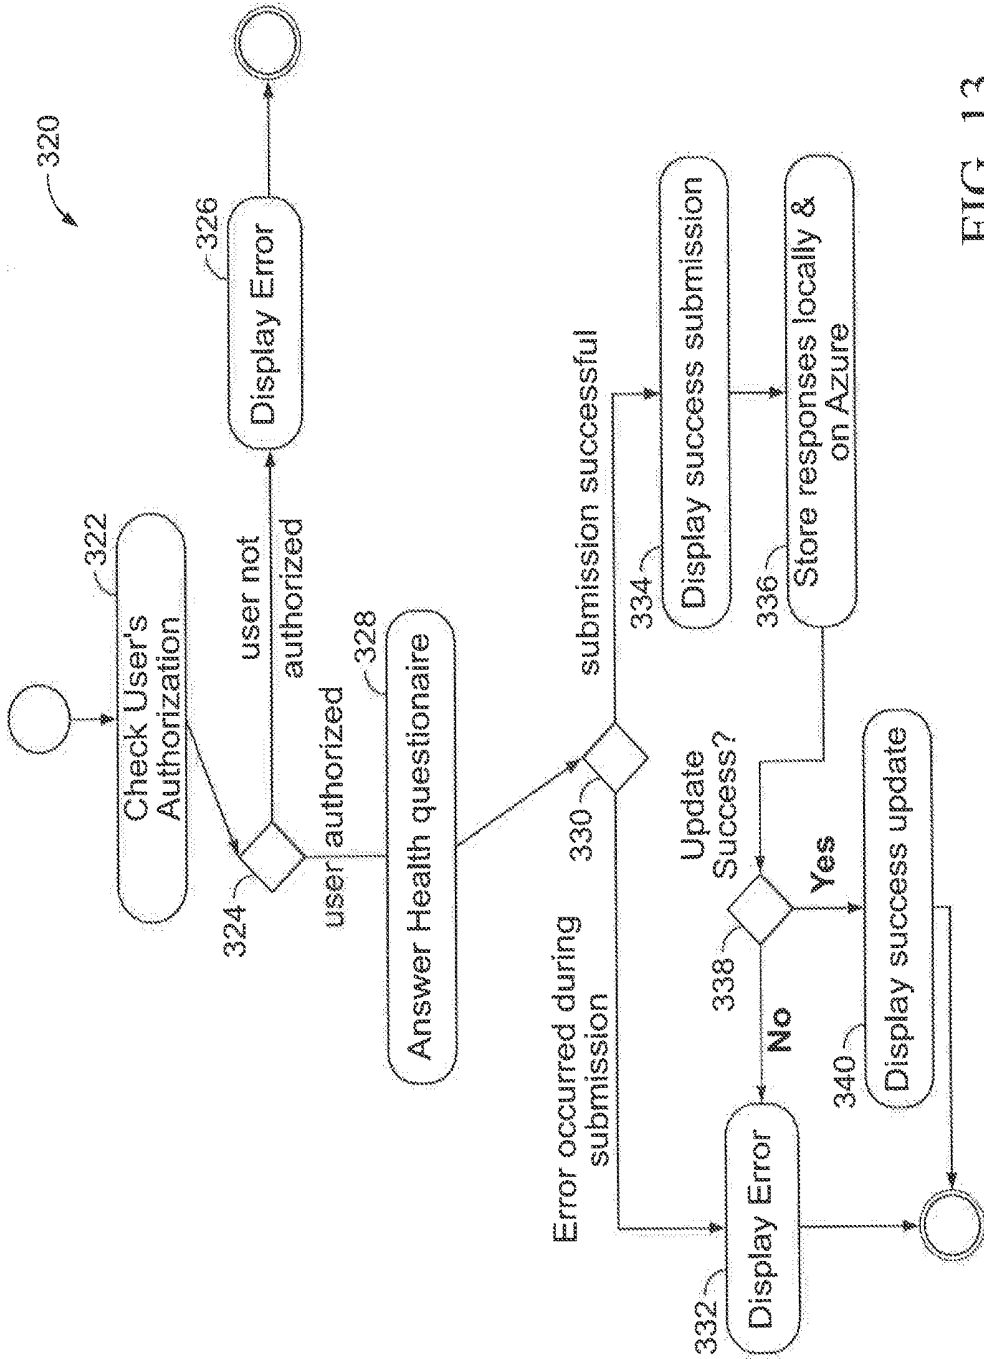 320
322
Check User's
Authorization
324
user not
authorized
326
Display Error
user authorized
328
Answer Health questionaire
330
Error occurred during
submission
submission successful
332
Display Error
334
Display success submission
336
Store responses locally &
on Azure
Update
Success?
338
No
Yes
340
Display success update
FIG. 13